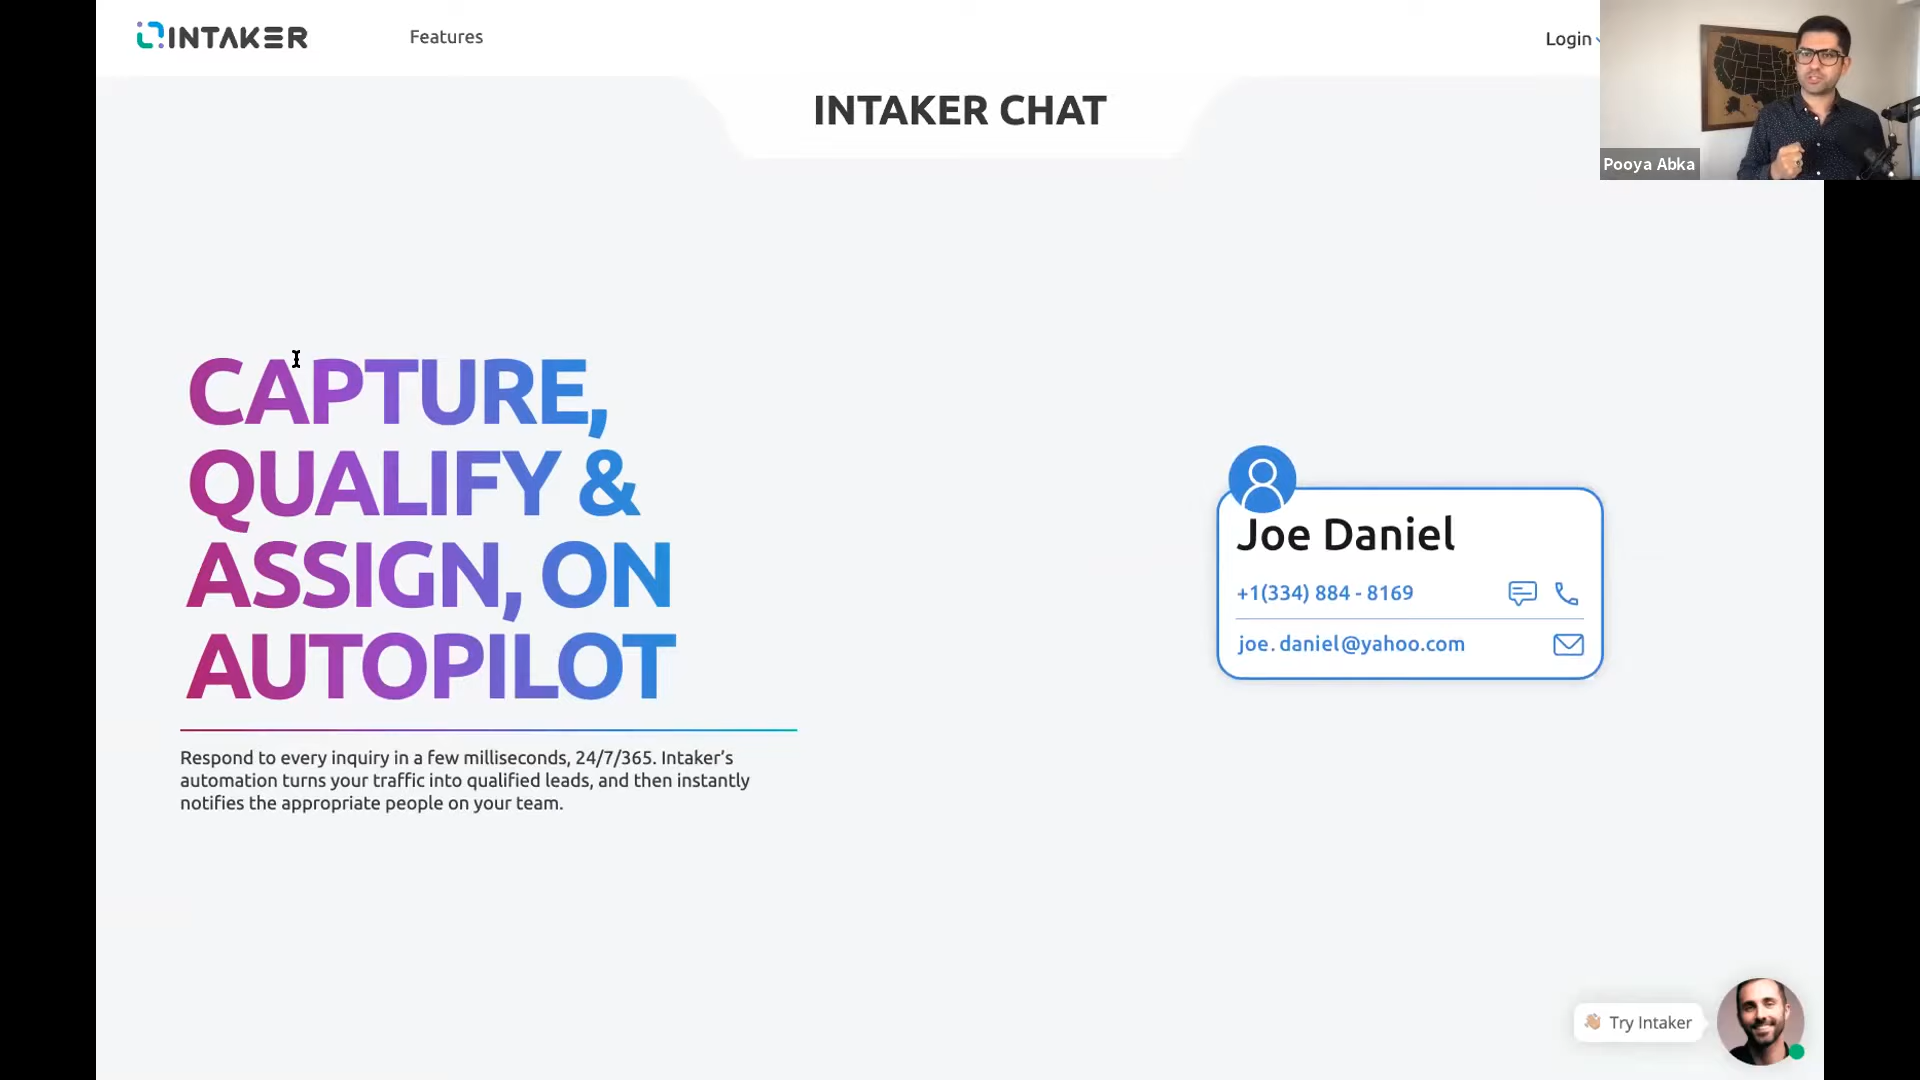 INTAKER
Features
Login
Pooya Abka
INTAKER CHAT
CAPTURE,
QUALIFY &
ASSIGN, ON
AUTOPILOT
Respond to every inquiry in a few milliseconds, 24/7/365. Intaker’s
automation turns your traffic into qualified leads, and then instantly
notifies the appropriate people on your team.
Joe Daniel
+1(334) 884 - 8169
joe. daniel@yahoo.com
👋🏼 Try Intaker